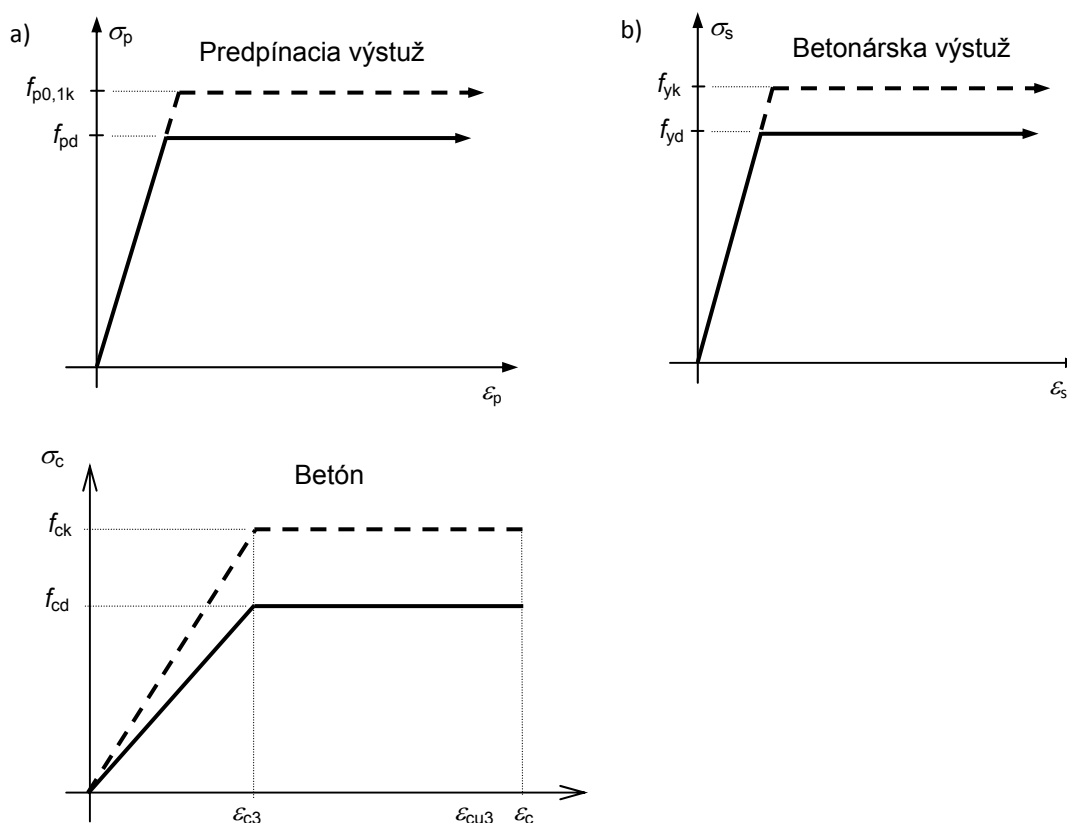 a)
σp
Predpínacia výstuž
fp0,1k
fpd
εp
b)
σs
Betonárska výstuž
fyk
fyd
εs
σc
Betón
fck
fcd
εc3
εcu3
εc